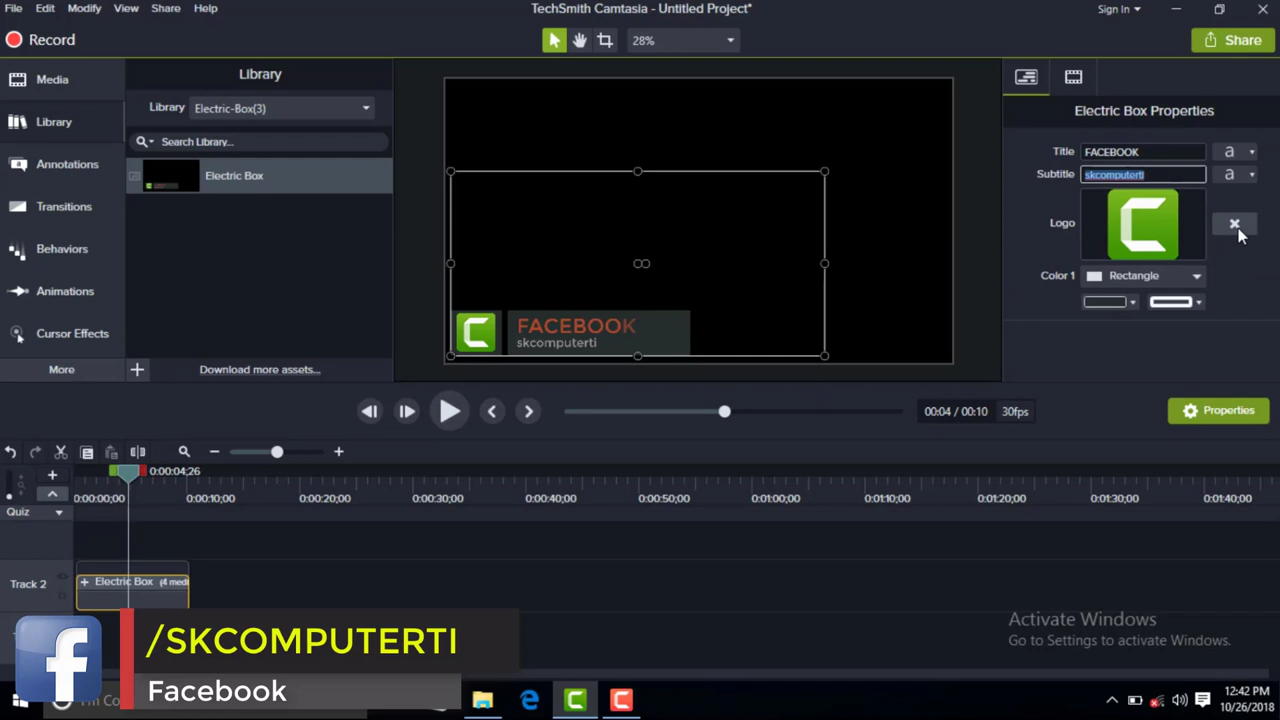 File Edit Modify View Share Help
TechSmith Camtasia - Untitled Project*
Sign In
Record
28%
Share
Media
Library
Annotations
Transitions
Behaviors
Animations
Cursor Effects
More
Library
Library Electric-Box(3)
Search Library...
Electric Box
Download more assets...
FACEBOOK
skcomputerti
Electric Box Properties
Title FACEBOOK a
Subtitle skcomputerti a
Logo
Color 1 Rectangle
00:04 / 00:10 30fps
Properties
0:00:04;26
0:00:00;00 0:00:10;00 0:00:20;00 0:00:30;00 0:00:40;00 0:00:50;00 0:01:00;00 0:01:10;00 0:01:20;00 0:01:30;00 0:01:40;00
Quiz
Track 2
+ Electric Box (4 medi
/SKCOMPUTERTI
Facebook
Activate Windows
Go to Settings to activate Windows.
12:42 PM
10/26/2018